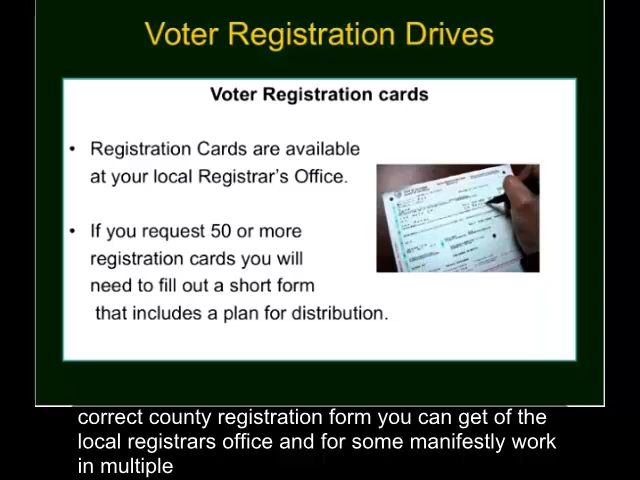 Voter Registration Drives
Voter Registration cards
• Registration Cards are available
at your local Registrar's Office.
• If you request 50 or more
registration cards you will
need to fill out a short form
that includes a plan for distribution.
correct county registration form you can get of the
local registrars office and for some manifestly work
in multiple